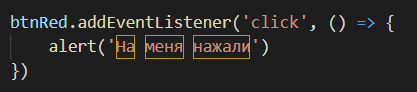 btnRed.addEventListener('click', () => {
    alert('На меня нажали')
})